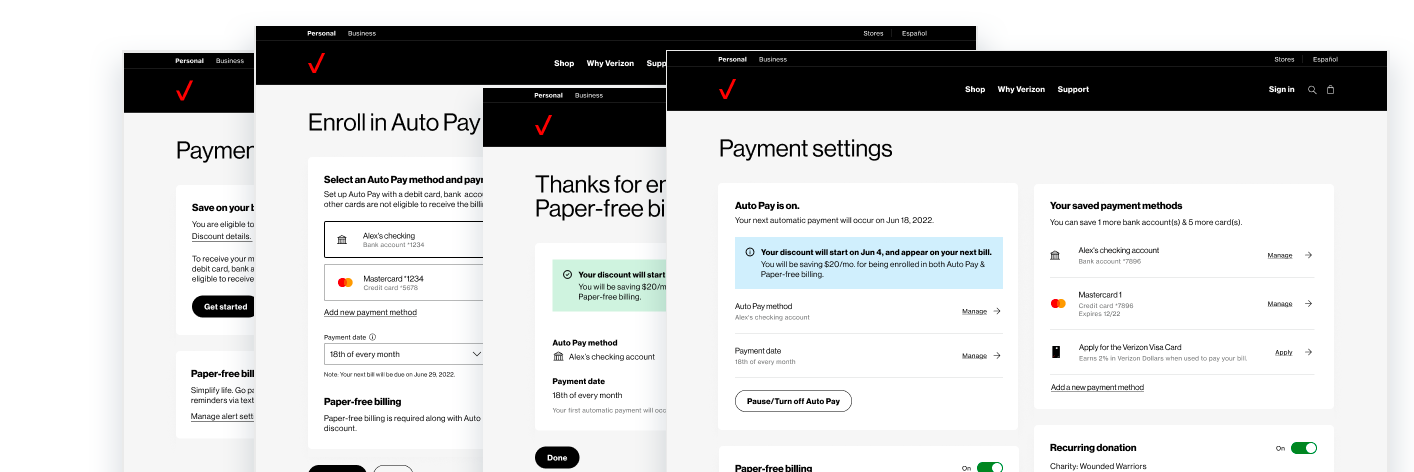 Personal Business
Paymen
Save on your b
You are eligible to
Discount details.
To receive your m
debit card, bank a
eligible to receive
Get started
Paper-free bill
Simplify life. Go pa
reminders via text
Manage alert setti
Personal Business
Stores Español
Shop Why Verizon Supp
Enroll in Auto Pay
Select an Auto Pay method and paym
Set up Auto Pay with a debit card, bank accou
other cards are not eligible to receive the billi
Alex's checking
Bank account *1234
Mastercard *1234
Credit card *5678
Add new payment method
Payment date
18th of every month
Note: Your next bill will be due on June 29, 2022.
Paper-free billing
Paper-free billing is required along with Auto
discount.
Personal Business
Thanks for en
Paper-free bi
Your discount will start
You will be saving $20/m
Paper-free billing.
Auto Pay method
Alex's checking account
Payment date
18th of every month
Your first automatic payment will occ
Done
Personal Business
Stores Español
Shop Why Verizon Support
Sign in
Payment settings
Auto Pay is on.
Your next automatic payment will occur on Jun 18, 2022.
Your discount will start on Jun 4, and appear on your next bill.
You will be saving $20/mo. for being enrolled in both Auto Pay &
Paper-free billing.
Auto Pay method
Alex's checking account
Manage
Payment date
18th of every month
Manage
Pause/Turn off Auto Pay
Paper-free billing
On
Your saved payment methods
You can save 1 more bank account(s) & 5 more card(s).
Alex's checking account
Bank account *7896
Manage
Mastercard 1
Credit card *7896
Expires 12/22
Manage
Apply for the Verizon Visa Card
Earns 2% in Verizon Dollars when used to pay your bill.
Apply
Add a new payment method
Recurring donation
On
Charity: Wounded Warriors